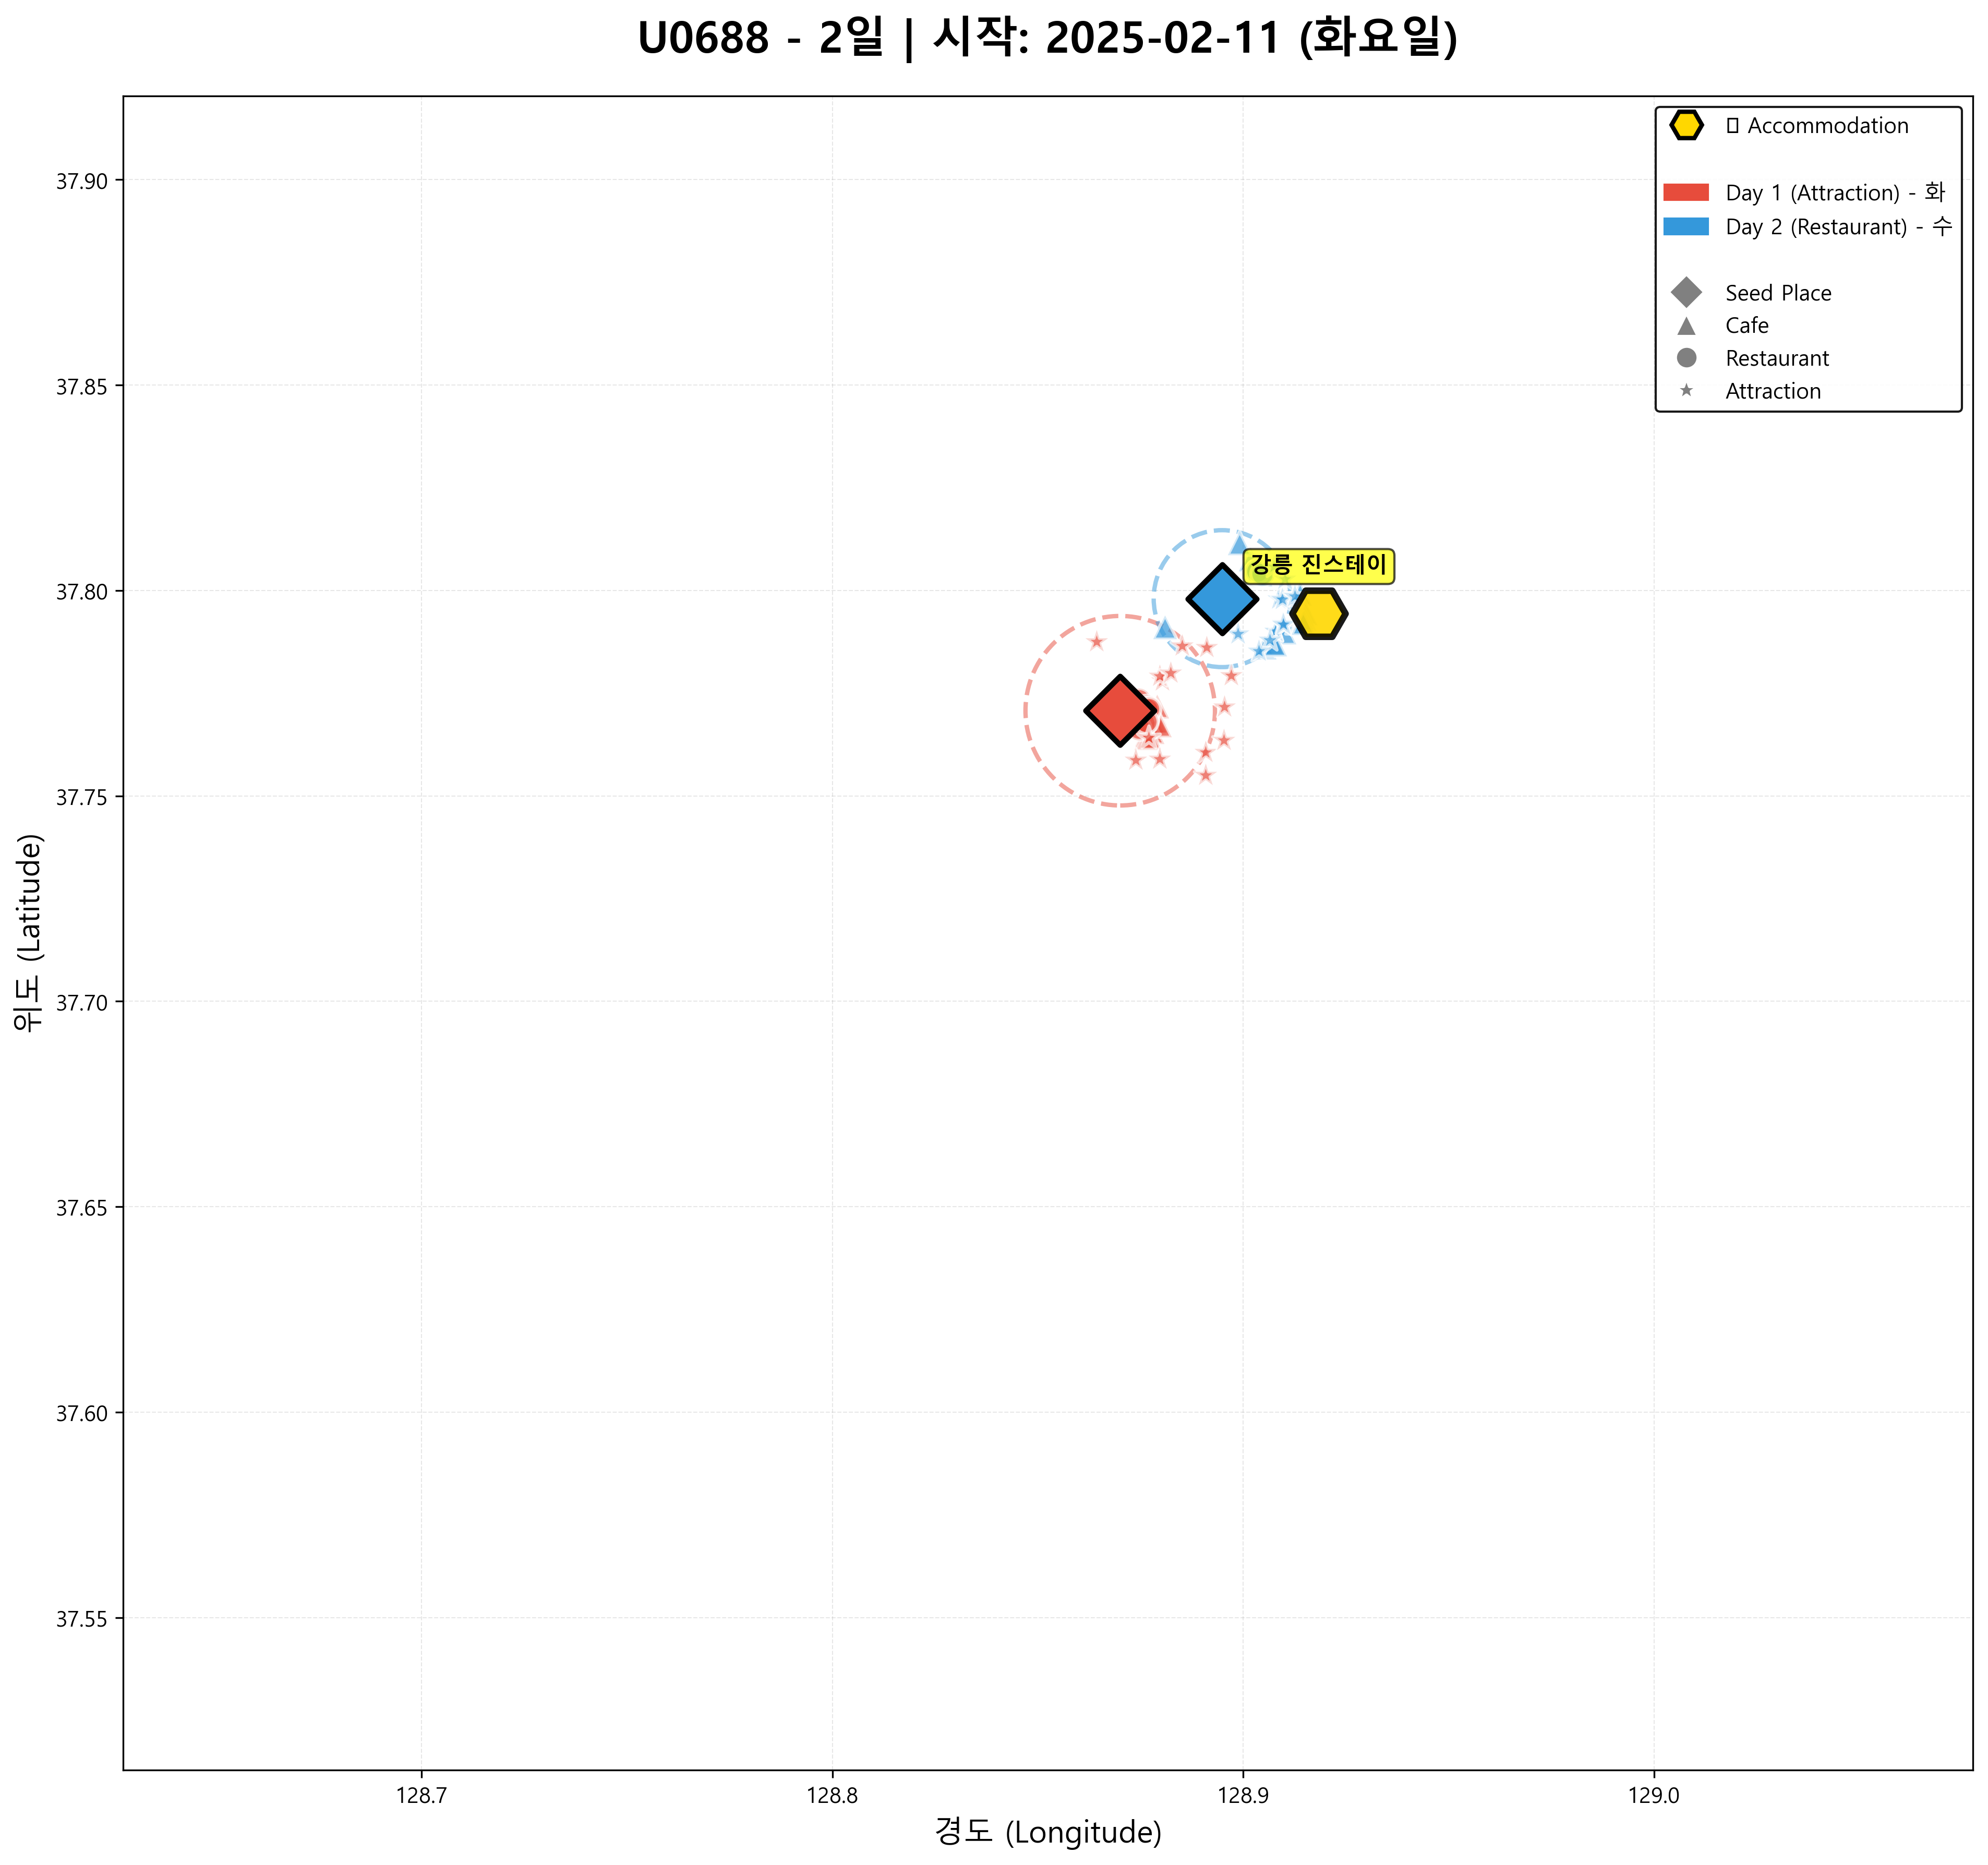 U0688 - 2일 | 시작: 2025-02-11 (화요일)
Accommodation
Day 1 (Attraction) - 화
Day 2 (Restaurant) - 수
Seed Place
Cafe
Restaurant
Attraction
강릉 진스테이
37.90
37.85
37.80
37.75
37.70
37.65
37.60
37.55
위도 (Latitude)
128.7
128.8
128.9
129.0
경도 (Longitude)